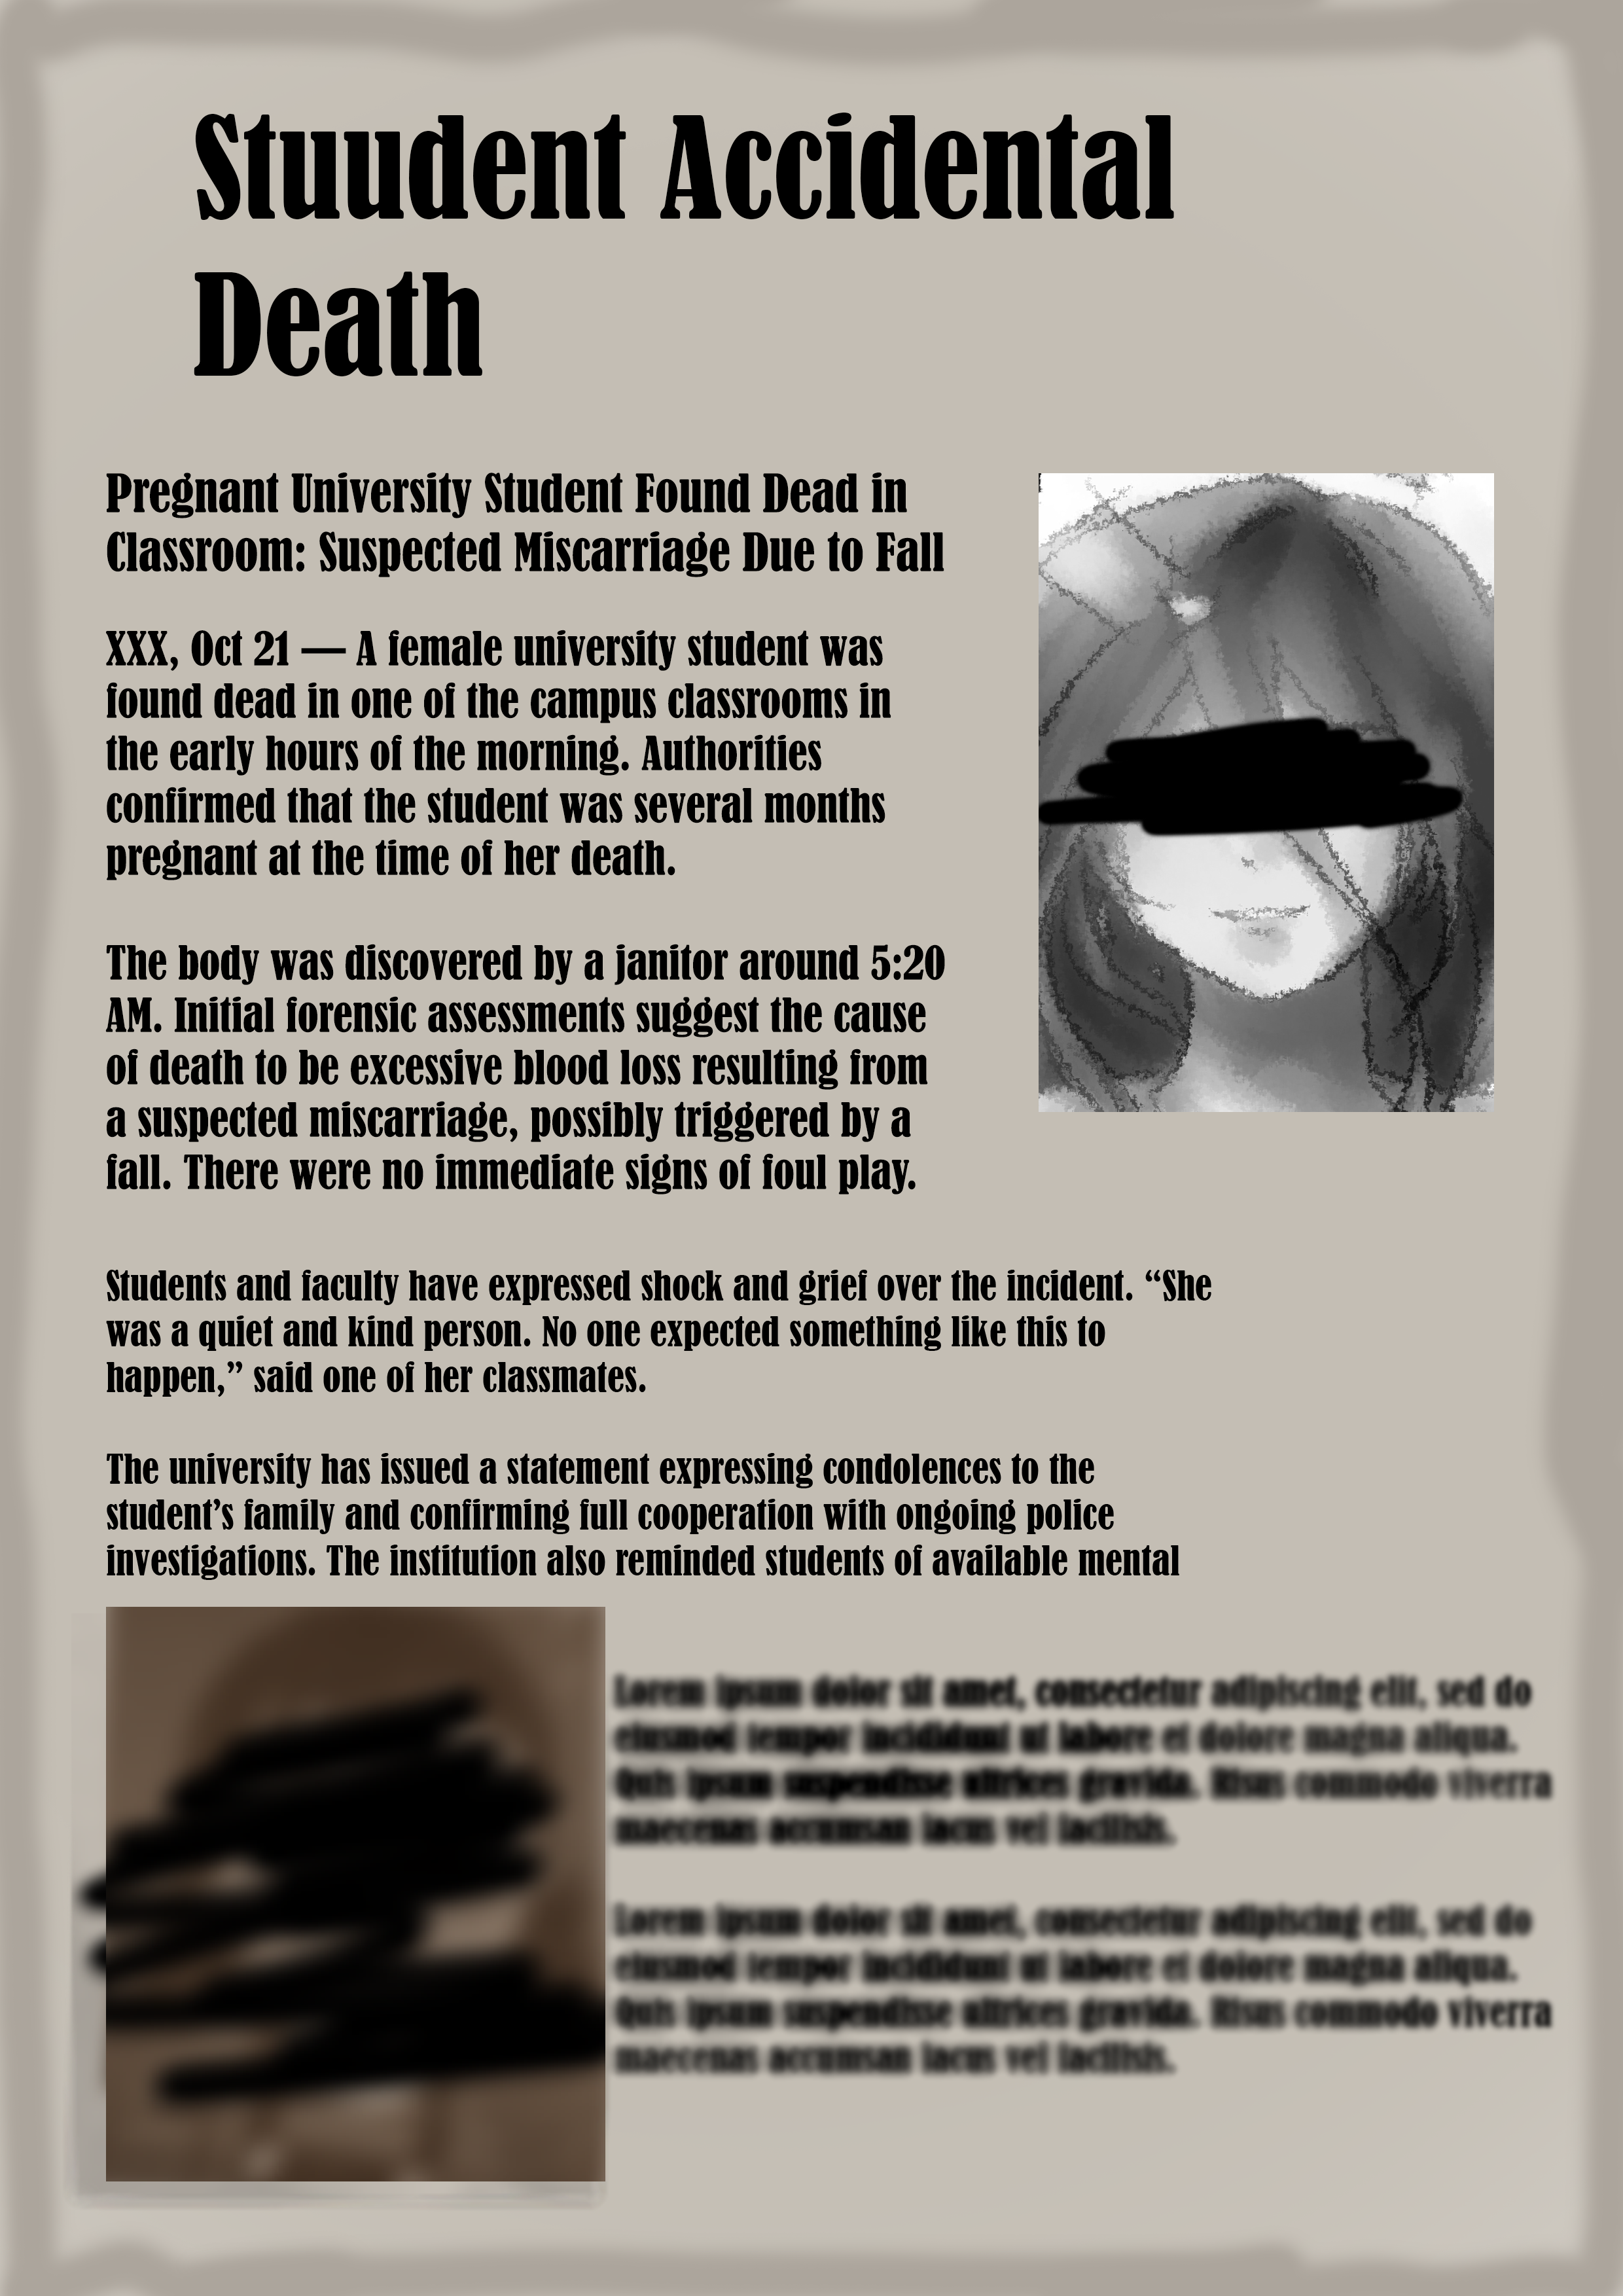 Stuudent Accidental
Death
Pregnant University Student Found Dead in
Classroom: Suspected Miscarriage Due to Fall
XXX, Oct 21 — A female university student was
found dead in one of the campus classrooms in
the early hours of the morning. Authorities
confirmed that the student was several months
pregnant at the time of her death.
The body was discovered by a janitor around 5:20
AM. Initial forensic assessments suggest the cause
of death to be excessive blood loss resulting from
a suspected miscarriage, possibly triggered by a
fall. There were no immediate signs of foul play.
Students and faculty have expressed shock and grief over the incident. “She
was a quiet and kind person. No one expected something like this to
happen,” said one of her classmates.
The university has issued a statement expressing condolences to the
student’s family and confirming full cooperation with ongoing police
investigations. The institution also reminded students of available mental
Lorem ipsum dolor sit amet, consectetur adipiscing elit, sed do
eiusmod tempor incididunt ut labore et dolore magna aliqua.
Quis ipsum suspendisse ultrices gravida. Risus commodo viverra
maecenas accumsan lacus vel facilisis.
Lorem ipsum dolor sit amet, consectetur adipiscing elit, sed do
eiusmod tempor incididunt ut labore et dolore magna aliqua.
Quis ipsum suspendisse ultrices gravida. Risus commodo viverra
maecenas accumsan lacus vel facilisis.